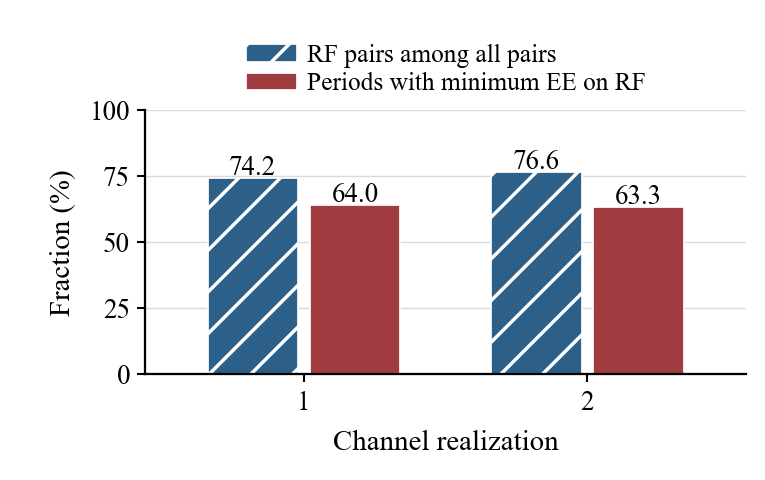 RF pairs among all pairs
Periods with minimum EE on RF
Fraction (%)
100
75
50
25
0
74.2
64.0
76.6
63.3
1
2
Channel realization